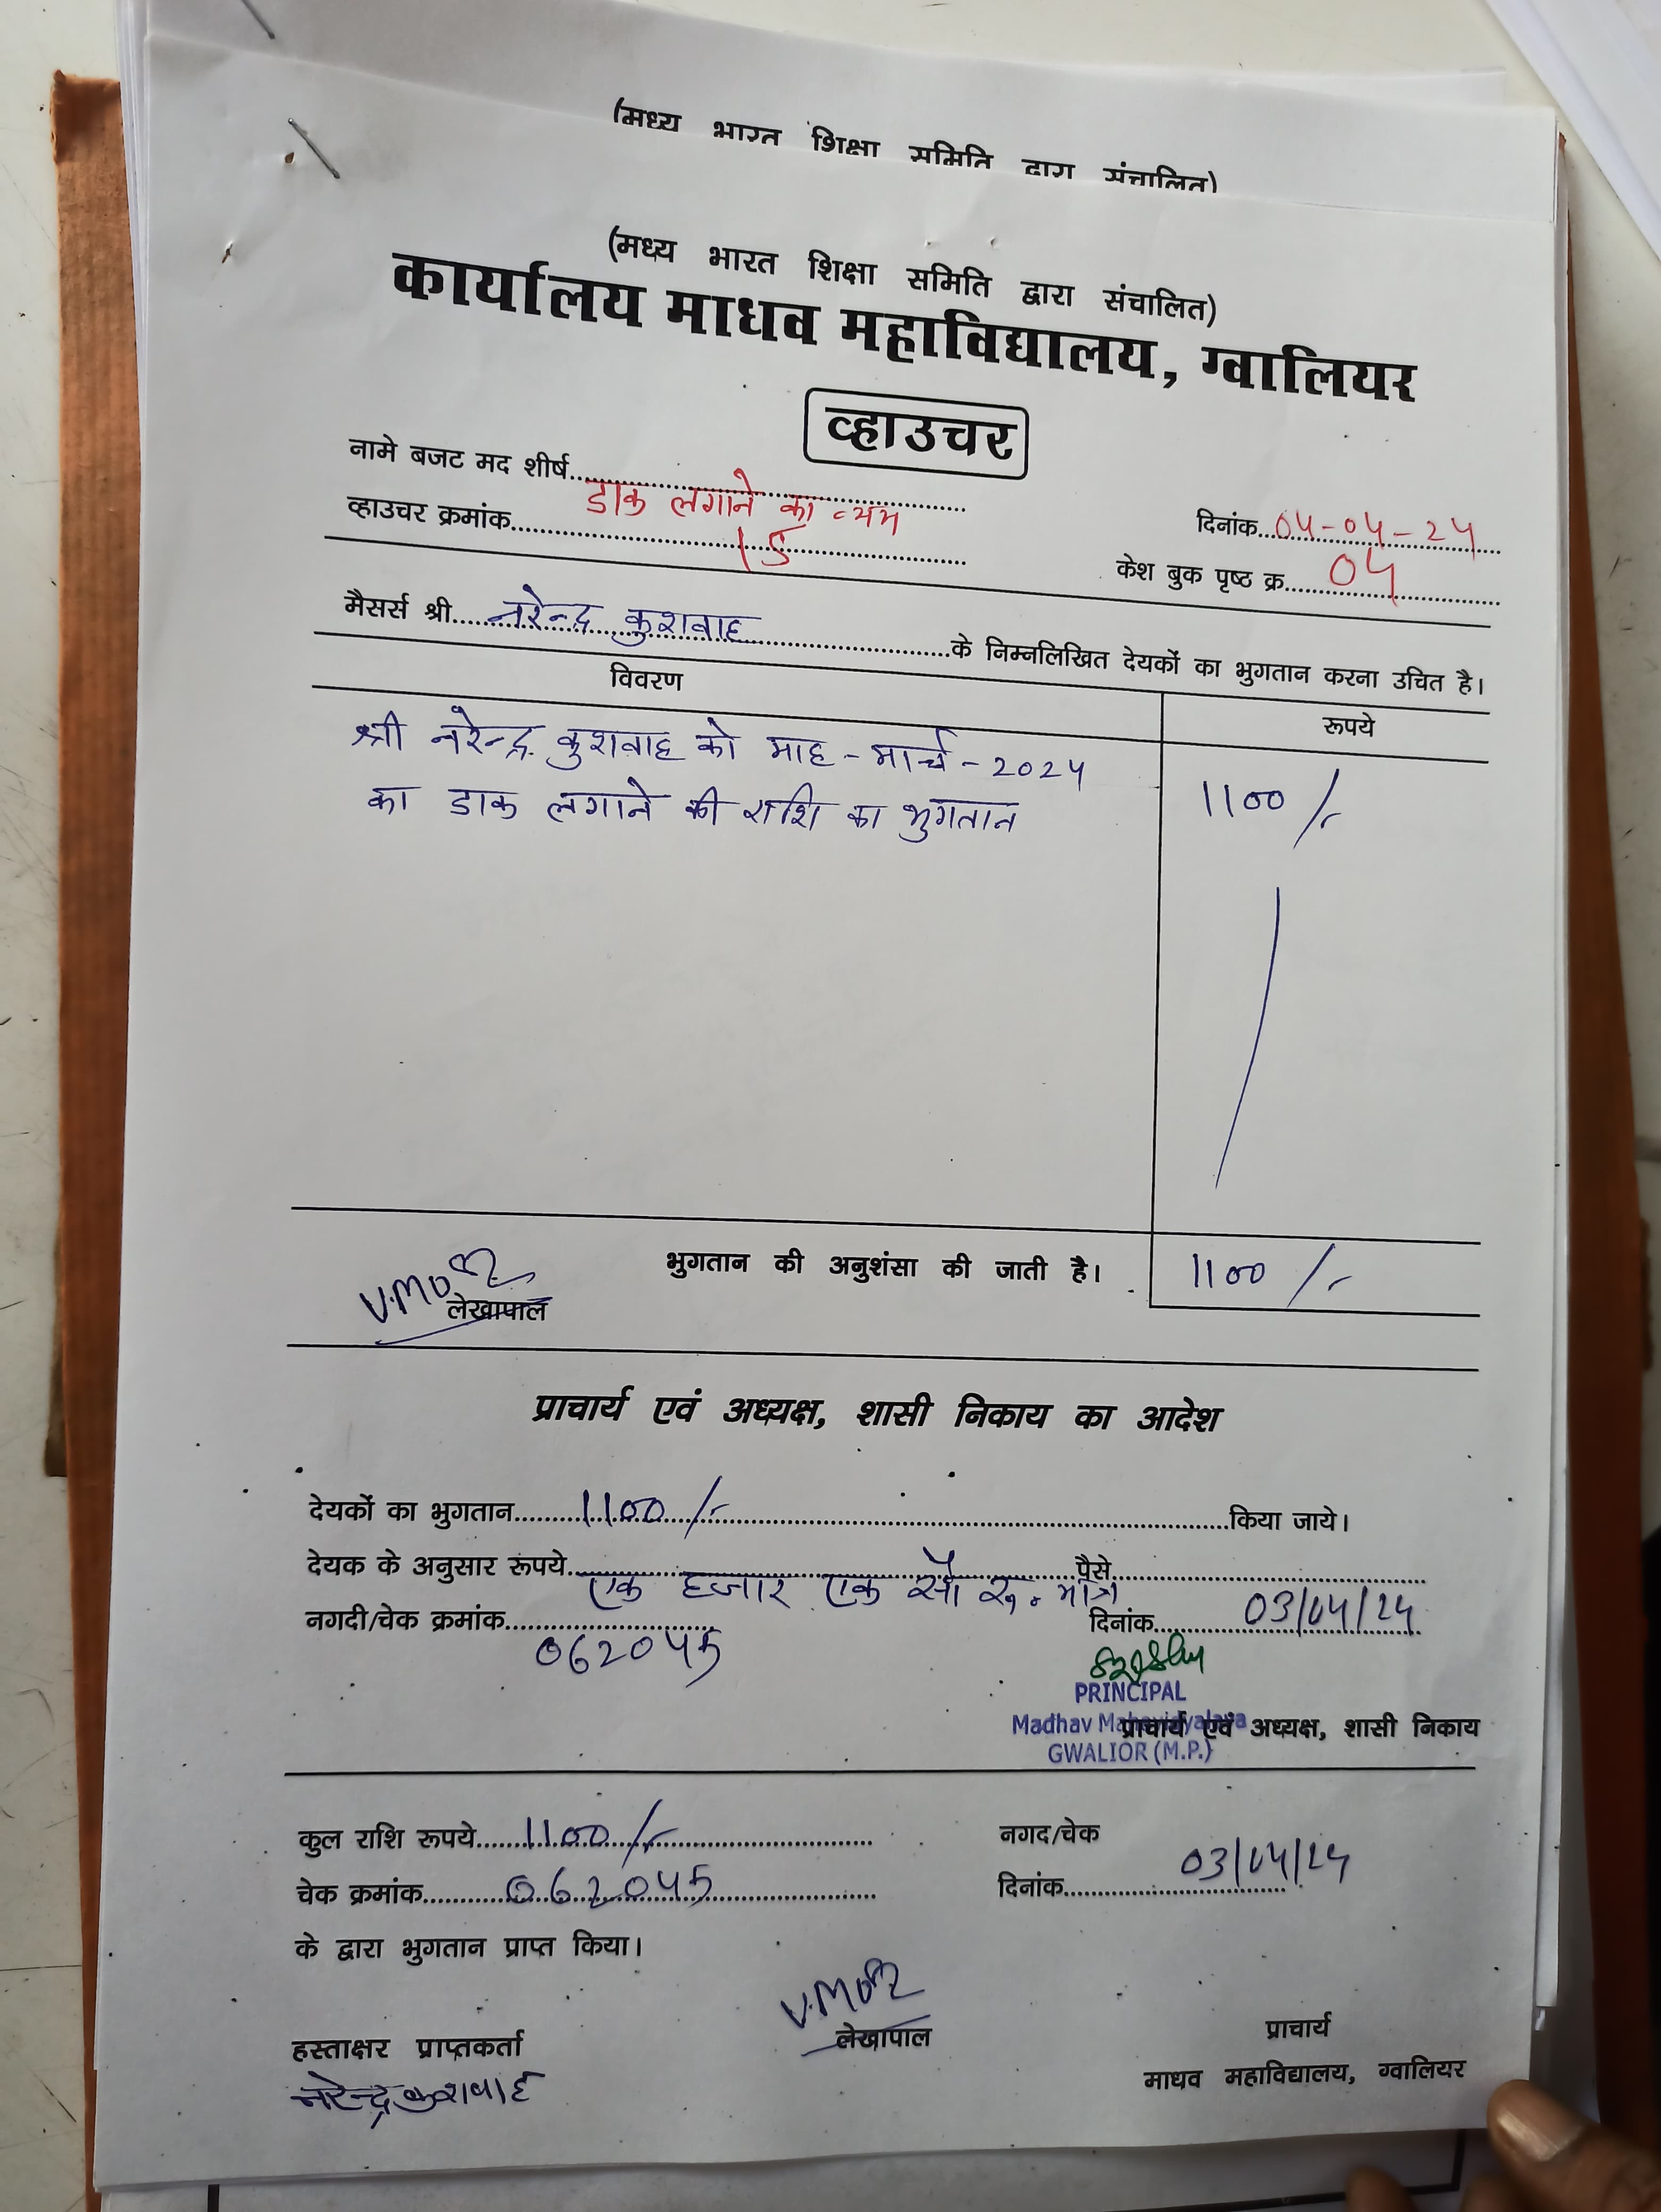 (मध्य भारत शिक्षा समिति द्वारा संचालित)
(मध्य भारत शिक्षा समिति द्वारा संचालित)
कार्यालय माधव महाविद्यालय, ग्वालियर
व्हाउचर
नामे बजट मद शीर्ष डाक लगाने का व्यय
दिनांक 04-04-24
व्हाउचर क्रमांक 15
केश बुक पृष्ठ क्र. 04
मैसर्स श्री नरेन्द्र कुशवाह के निम्नलिखित देयकों का भुगतान करना उचित है।
विवरण रूपये
श्री नरेन्द्र कुशवाह को माह - मार्च - 2024 1100/-
का डाक लगाने की राशि का भुगतान
भुगतान की अनुशंसा की जाती है। 1100/-
लेखापाल
प्राचार्य एवं अध्यक्ष, शासी निकाय का आदेश
देयकों का भुगतान 1100/- किया जाये।
देयक के अनुसार रूपये एक हजार एक सौ रु. मात्र पैसे
नगदी/चेक क्रमांक 062045 दिनांक 03/04/24
PRINCIPAL
Madhav Mahavidyalaya
GWALIOR (M.P.)
प्राचार्य एवं अध्यक्ष, शासी निकाय
कुल राशि रूपये 1100/- नगद/चेक
चेक क्रमांक 062045 दिनांक 03/04/24
के द्वारा भुगतान प्राप्त किया।
लेखापाल
हस्ताक्षर प्राप्तकर्ता
नरेन्द्र कुशवाह
प्राचार्य
माधव महाविद्यालय, ग्वालियर